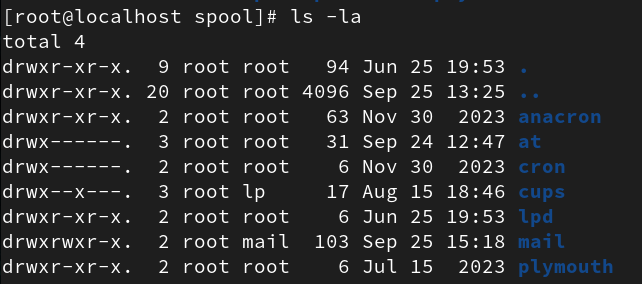 [root@localhost spool]# ls -la
total 4
drwxr-xr-x.  9 root root   94 Jun 25 19:53 .
drwxr-xr-x. 20 root root 4096 Sep 25 13:25 ..
drwxr-xr-x.  2 root root   63 Nov 30  2023 anacron
drwx------.  3 root root   31 Sep 24 12:47 at
drwx------.  2 root root    6 Nov 30  2023 cron
drwx--x---.  3 root lp     17 Aug 15 18:46 cups
drwxr-xr-x.  2 root root    6 Jun 25 19:53 lpd
drwxrwxr-x.  2 root mail  103 Sep 25 15:18 mail
drwxr-xr-x.  2 root root    6 Jul 15  2023 plymouth